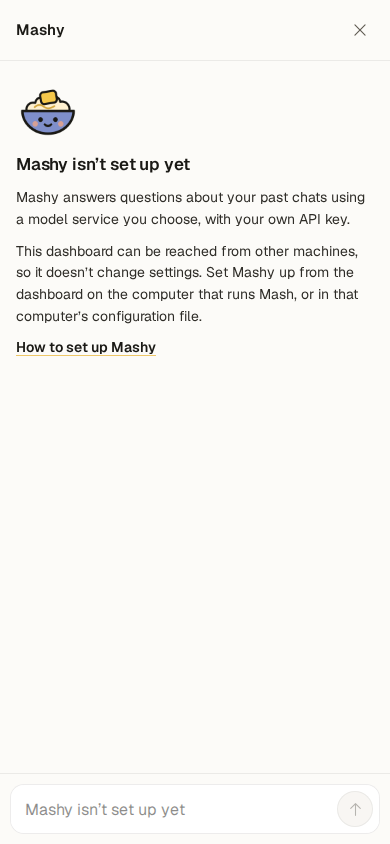 Mashy
Mashy isn’t set up yet
Mashy answers questions about your past chats using
a model service you choose, with your own API key.
This dashboard can be reached from other machines,
so it doesn’t change settings. Set Mashy up from the
dashboard on the computer that runs Mash, or in that
computer’s configuration file.
How to set up Mashy
Mashy isn’t set up yet